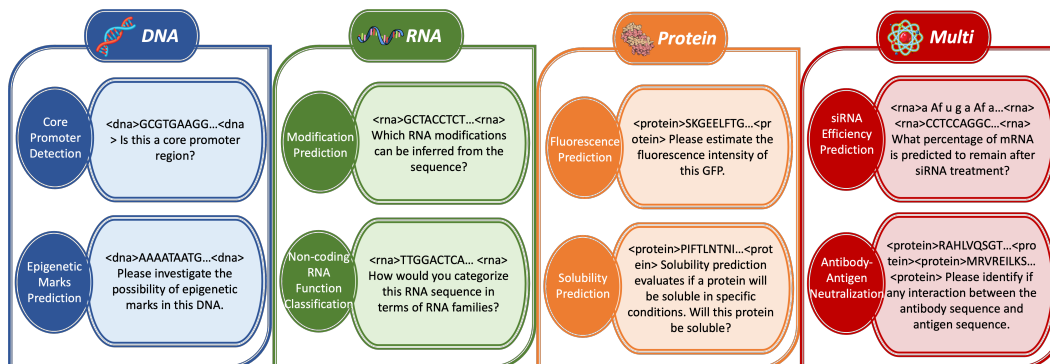 DNA
Core
Promoter
Detection
<dna>GCGTGAAGG...<dna
> Is this a core promoter
region?
Epigenetic
Marks
Prediction
<dna>AAAATAATG...<dna>
Please investigate the
possibility of epigenetic
marks in this DNA.
RNA
Modification
Prediction
<rna>GCTACCTCT...<rna>
Which RNA modifications
can be inferred from the
sequence?
Non-coding
RNA
Function
Classification
<rna>TTGGACTCA... <rna>
How would you categorize
this RNA sequence in
terms of RNA families?
Protein
Fluorescence
Prediction
<protein>SKGEELFTG...<pr
otein> Please estimate the
fluorescence intensity of
this GFP.
Solubility
Prediction
<protein>PIFTLNTNI...<prot
ein> Solubility prediction
evaluates if a protein will
be soluble in specific
conditions. Will this protein
be soluble?
Multi
siRNA
Efficiency
Prediction
<rna>a Af u g a Af a...<rna>
<rna>CCTCCAGGC...<rna>
What percentage of mRNA
is predicted to remain after
siRNA treatment?
Antibody-
Antigen
Neutralization
<protein>RAHLVQSGT...<pro
tein><protein>MRVREILKS...
<protein> Please identify if
any interaction between the
antibody sequence and
antigen sequence.